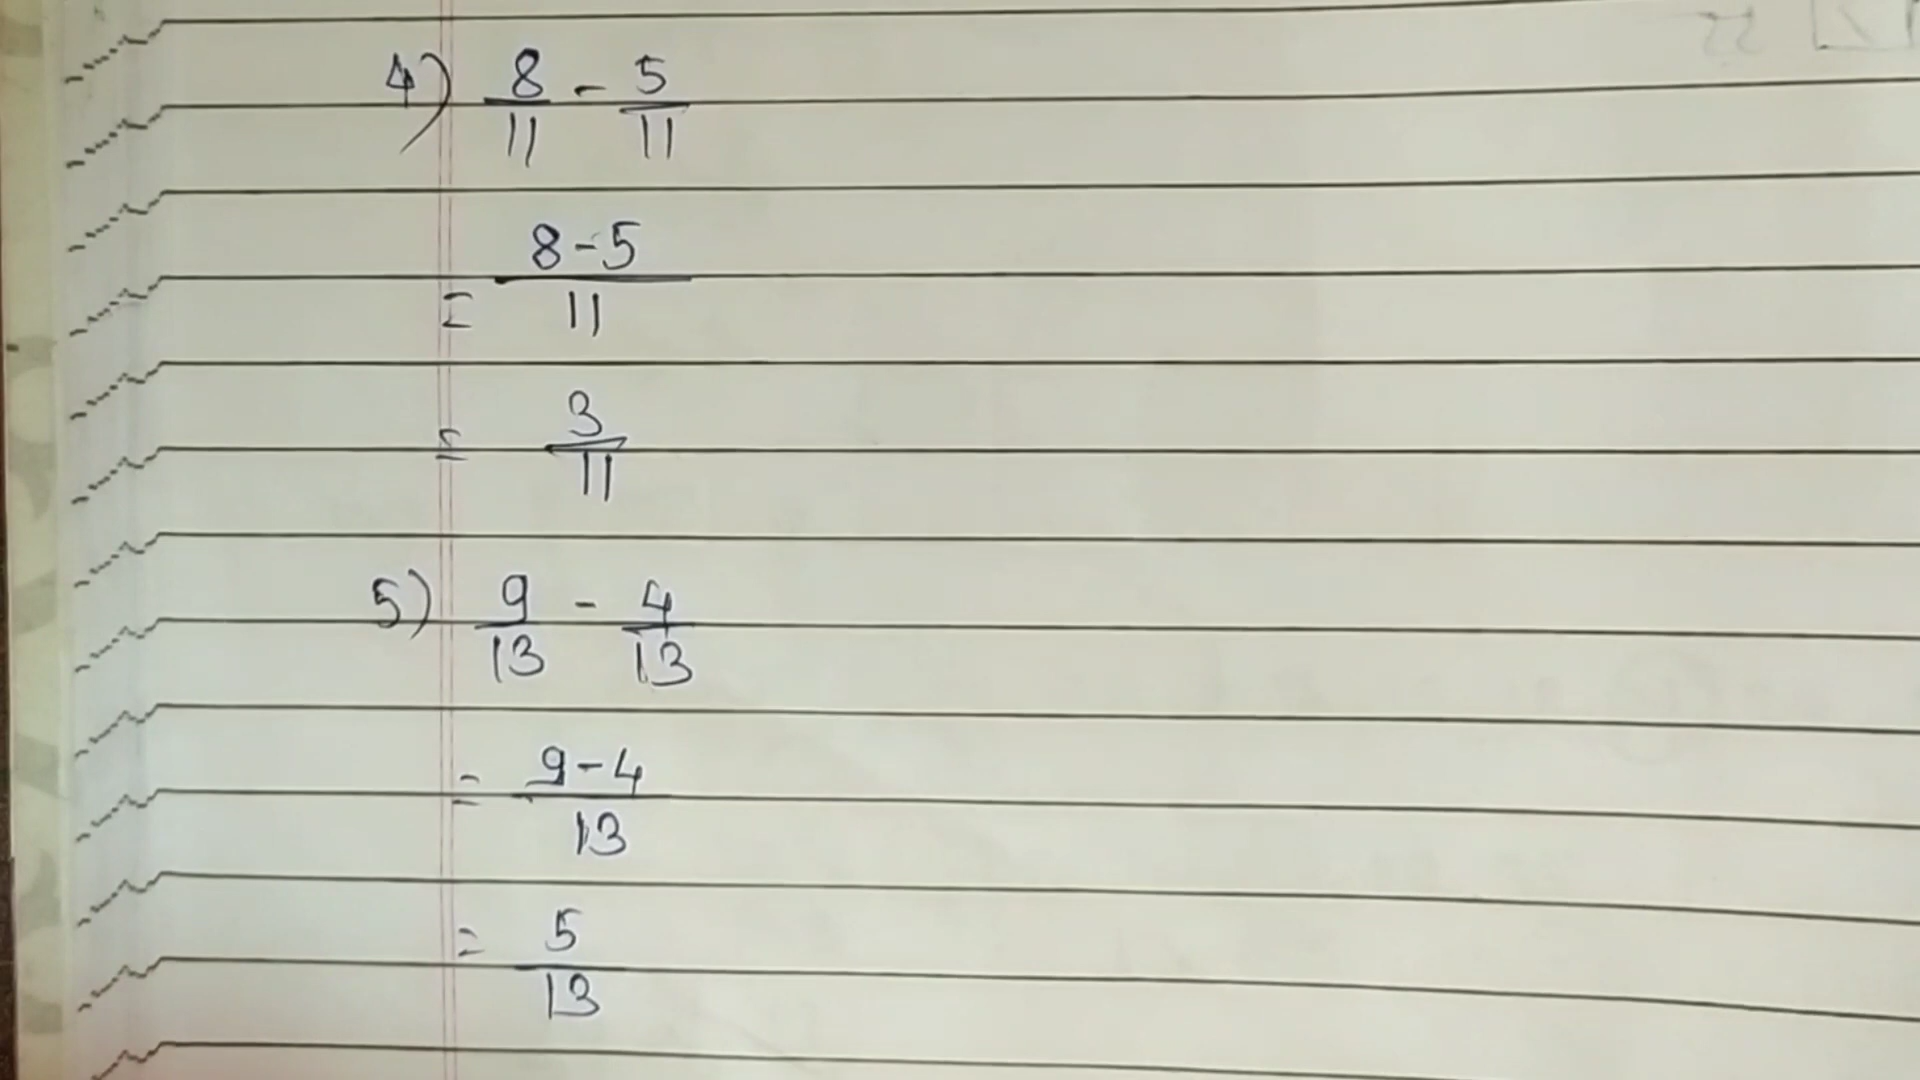 4) 8/11 - 5/11
= 8-5/11
= 3/11
5) 9/13 - 4/13
= 9-4/13
= 5/13